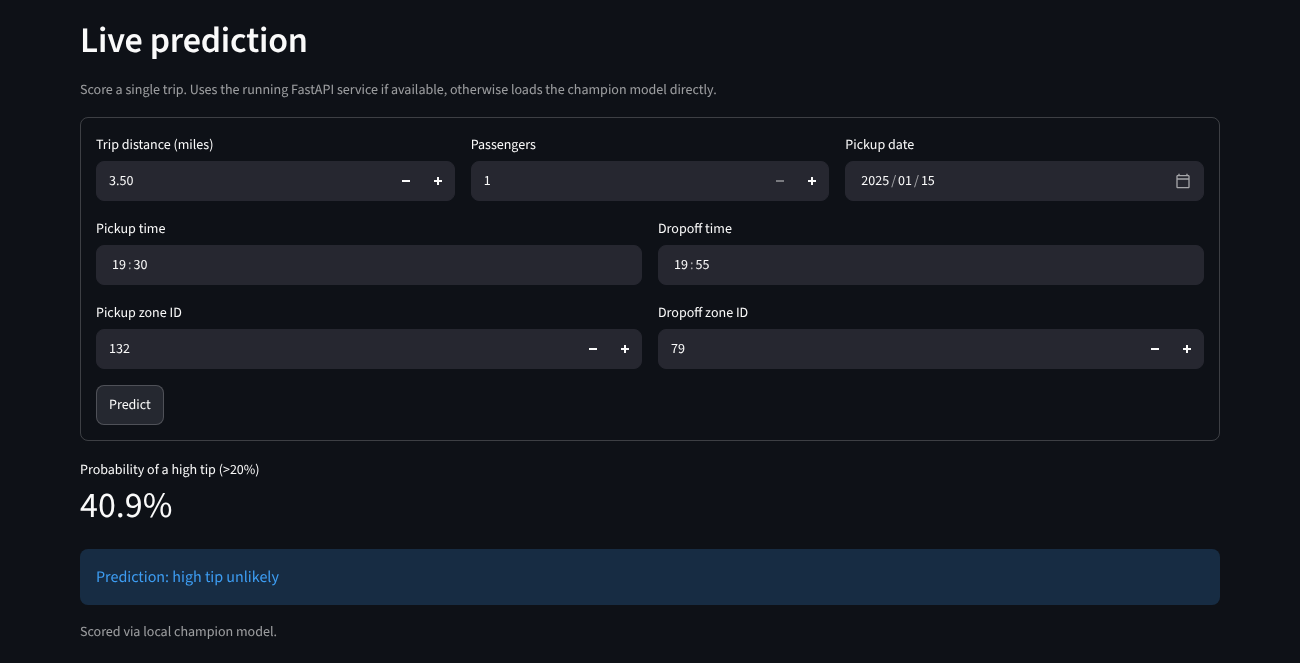 Live prediction
Score a single trip. Uses the running FastAPI service if available, otherwise loads the champion model directly.
Trip distance (miles) Passengers Pickup date
3.50 1 2025/01/15
Pickup time Dropoff time
19:30 19:55
Pickup zone ID Dropoff zone ID
132 79
Predict
Probability of a high tip (>20%)
40.9%
Prediction: high tip unlikely
Scored via local champion model.